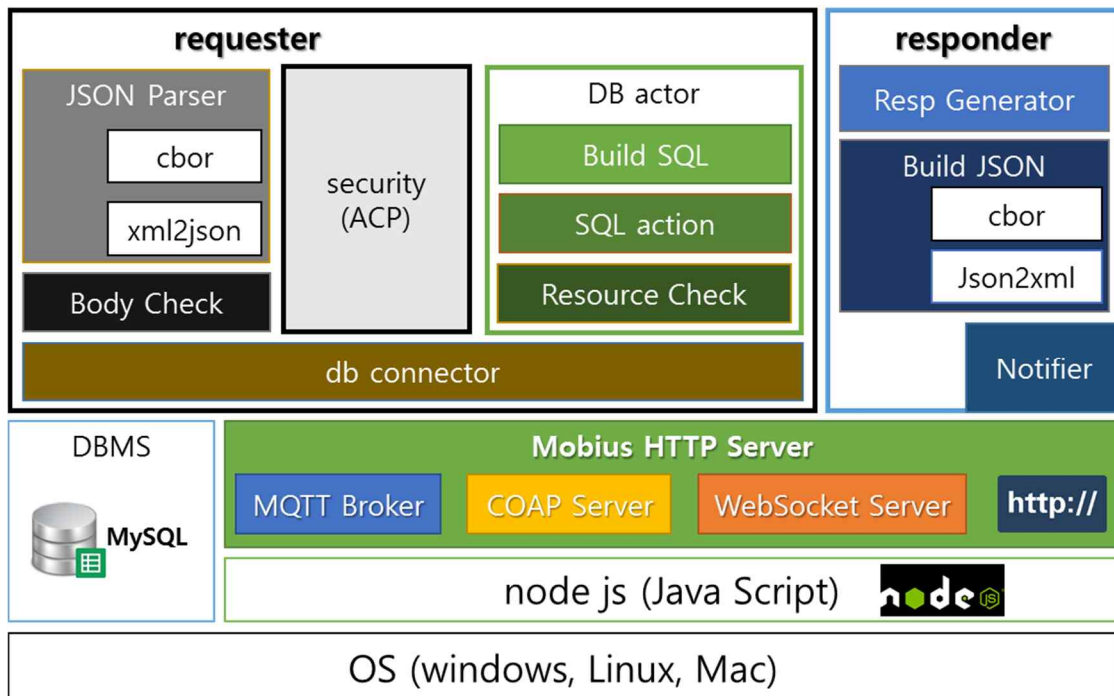 requester
JSON Parser
cbor
xml2json
Body Check
security
(ACP)
DB actor
Build SQL
SQL action
Resource Check
db connector
responder
Resp Generator
Build JSON
cbor
Json2xml
Notifier
DBMS
MySQL
Mobius HTTP Server
MQTT Broker
COAP Server
WebSocket Server
http://
node js (Java Script)
node JS
OS (windows, Linux, Mac)